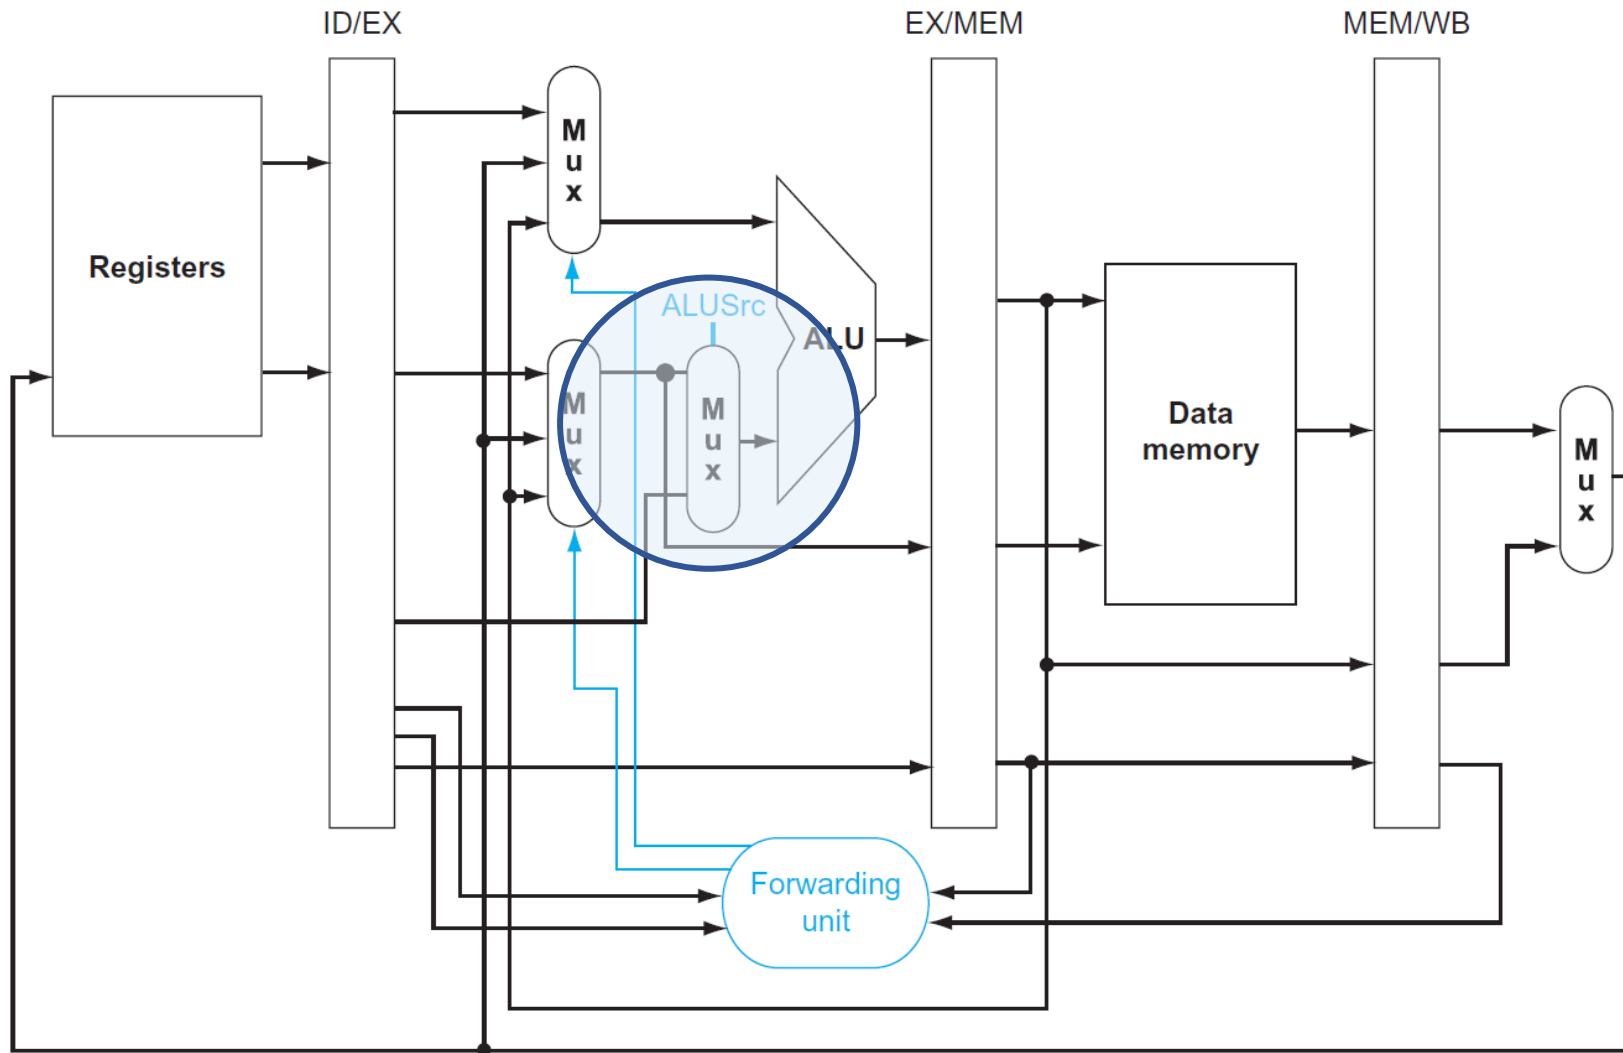 ID/EX
EX/MEM
MEM/WB
M
u
x
Registers
ALUSrc
ALU
M
u
x
M
u
x
Data
memory
M
u
x
Forwarding
unit